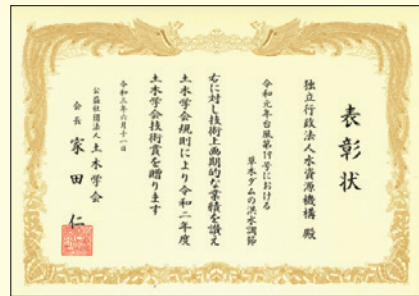 表彰状
独立行政法人水資源機構 殿
令和元年台風第19号における
草木ダムの洪水調節
右に対し技術上画期的な業績を讃え
土木学会規則により令和二年度
土木学会技術賞を贈ります
令和三年六月十一日
公益社団法人 土木学会
会長 家田 仁